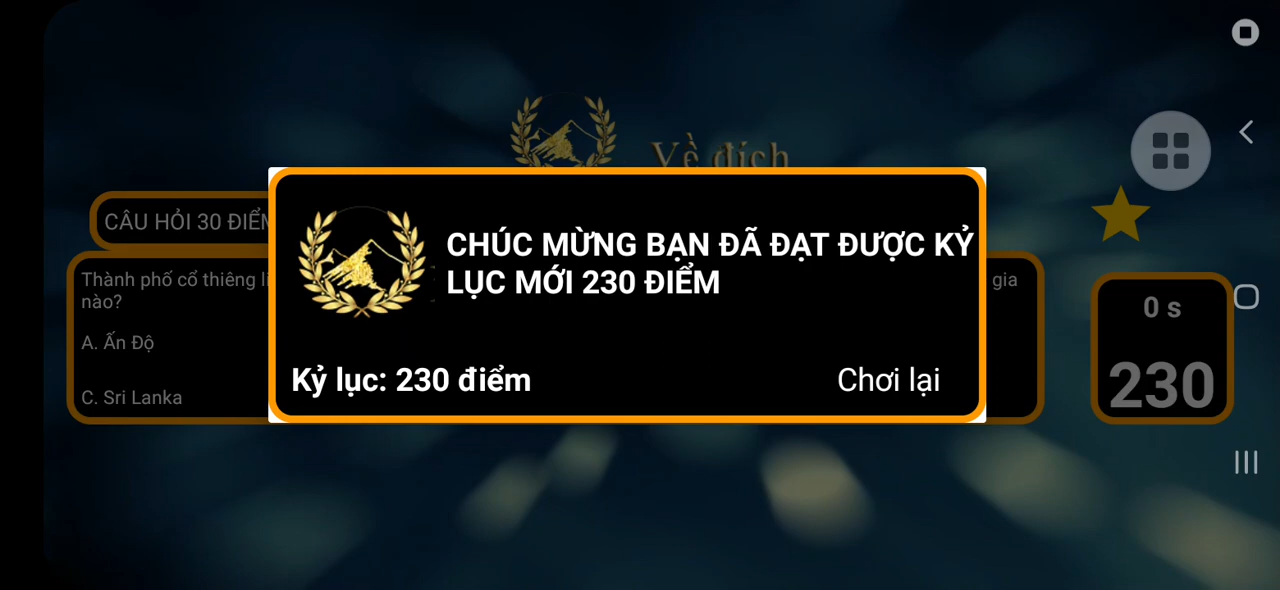 Về đích
CÂU HỎI 30 ĐIỂM
CHÚC MỪNG BẠN ĐÃ ĐẠT ĐƯỢC KỶ
LỤC MỚI 230 ĐIỂM
Thành phố cổ thiêng
gia
nào?
A. Ấn Độ
C. Sri Lanka
0 s
230
Kỷ lục: 230 điểm
Chơi lại